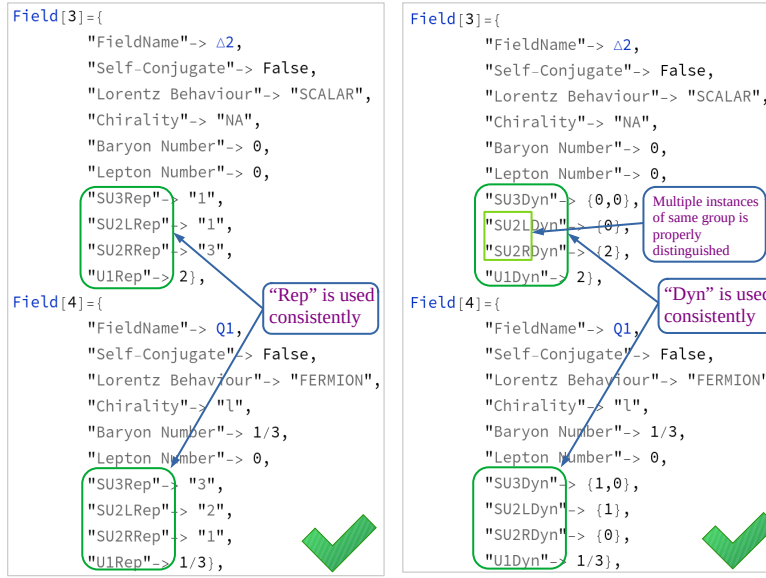 Field[3]={
"FieldName"-> Δ2,
"Self-Conjugate"-> False,
"Lorentz Behaviour"-> "SCALAR",
"Chirality"-> "NA",
"Baryon Number"-> 0,
"Lepton Number"-> 0,
"SU3Rep"-> "1",
"SU2LRep"-> "1",
"SU2RRep"-> "3",
"U1Rep"-> 2},
“Rep” is used
consistently
Field[4]={
"FieldName"-> Q1,
"Self-Conjugate"-> False,
"Lorentz Behaviour"-> "FERMION",
"Chirality"-> "l",
"Baryon Number"-> 1/3,
"Lepton Number"-> 0,
"SU3Rep"-> "3",
"SU2LRep"-> "2",
"SU2RRep"-> "1",
"U1Rep"-> 1/3},
Field[3]={
"FieldName"-> Δ2,
"Self-Conjugate"-> False,
"Lorentz Behaviour"-> "SCALAR",
"Chirality"-> "NA",
"Baryon Number"-> 0,
"Lepton Number"-> 0,
"SU3Dyn"-> {0,0},
"SU2LDyn"-> {0},
"SU2RDyn"-> {2},
"U1Dyn"-> 2},
Multiple instances
of same group is
properly
distinguished
“Dyn” is used
consistently
Field[4]={
"FieldName"-> Q1,
"Self-Conjugate"-> False,
"Lorentz Behaviour"-> "FERMION"
"Chirality"-> "l",
"Baryon Number"-> 1/3,
"Lepton Number"-> 0,
"SU3Dyn"-> {1,0},
"SU2LDyn"-> {1},
"SU2RDyn"-> {0},
"U1Dyn"-> 1/3},